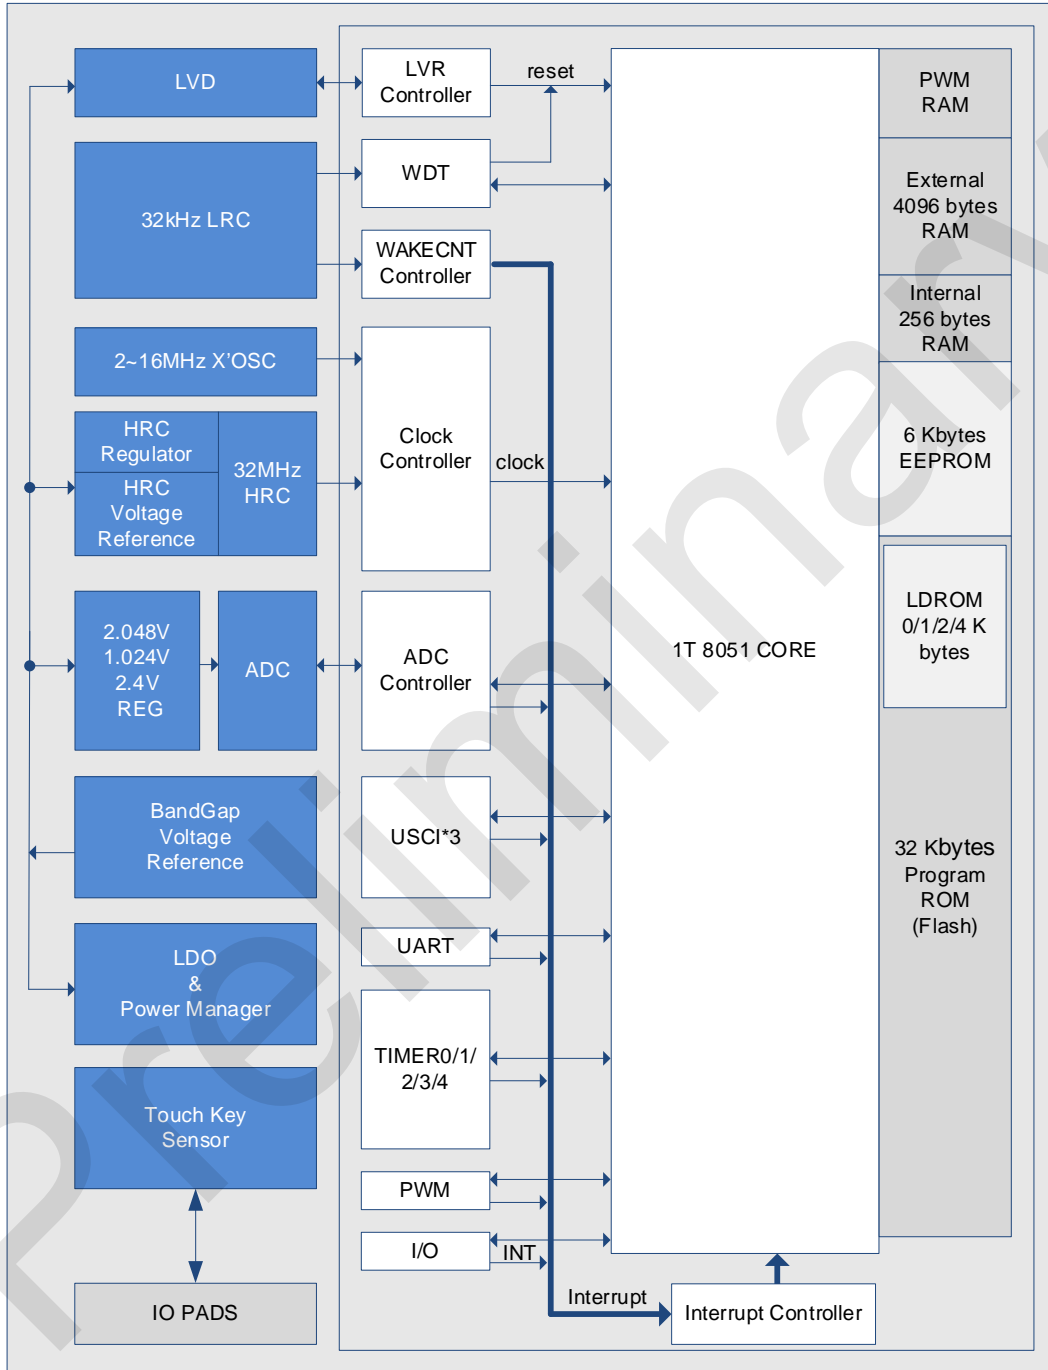 LVD
LVR
Controller
reset
PWM
RAM
32kHz LRC
WDT
External
4096 bytes
RAM
WAKECNT
Controller
Internal
256 bytes
RAM
2~16MHz X'OSC
HRC
Regulator
HRC
Voltage
Reference
32MHz
HRC
Clock
Controller
clock
6 Kbytes
EEPROM
LDROM
0/1/2/4 K
bytes
2.048V
1.024V
2.4V
REG
ADC
ADC
Controller
1T 8051 CORE
BandGap
Voltage
Reference
USCI*3
32 Kbytes
Program
ROM
(Flash)
UART
LDO
&
Power Manager
TIMER0/1/
2/3/4
Touch Key
Sensor
PWM
I/O
INT
IO PADS
Interrupt
Interrupt Controller
Preliminary